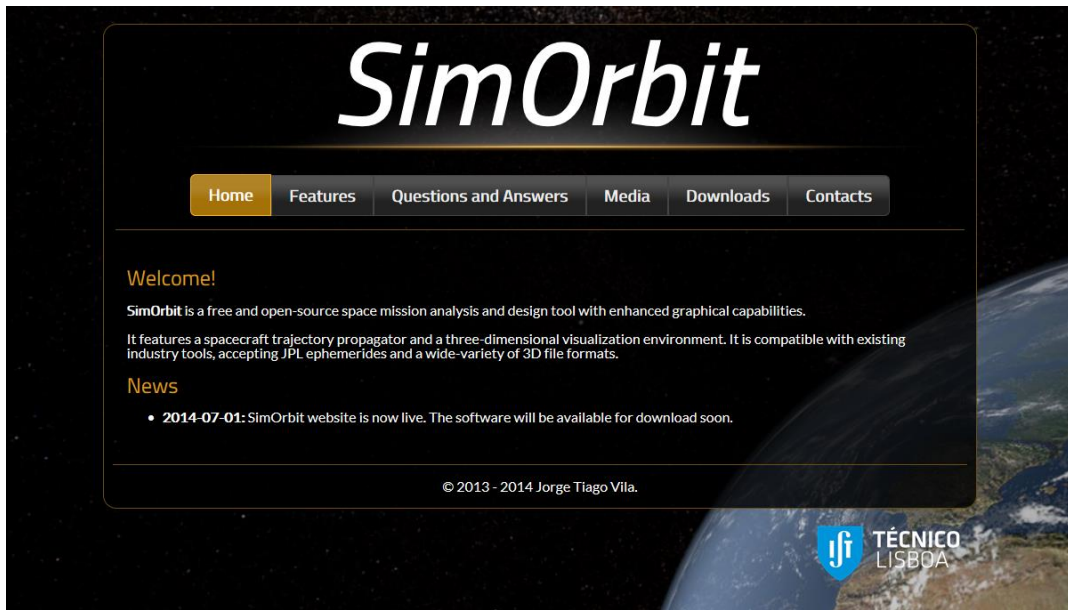 SimOrbit
Home Features Questions and Answers Media Downloads Contacts
Welcome!
SimOrbit is a free and open-source space mission analysis and design tool with enhanced graphical capabilities.
It features a spacecraft trajectory propagator and a three-dimensional visualization environment. It is compatible with existing
industry tools, accepting JPL ephemerides and a wide-variety of 3D file formats.
News
• 2014-07-01: SimOrbit website is now live. The software will be available for download soon.
© 2013 - 2014 Jorge Tiago Vila.
TÉCNICO
LISBOA